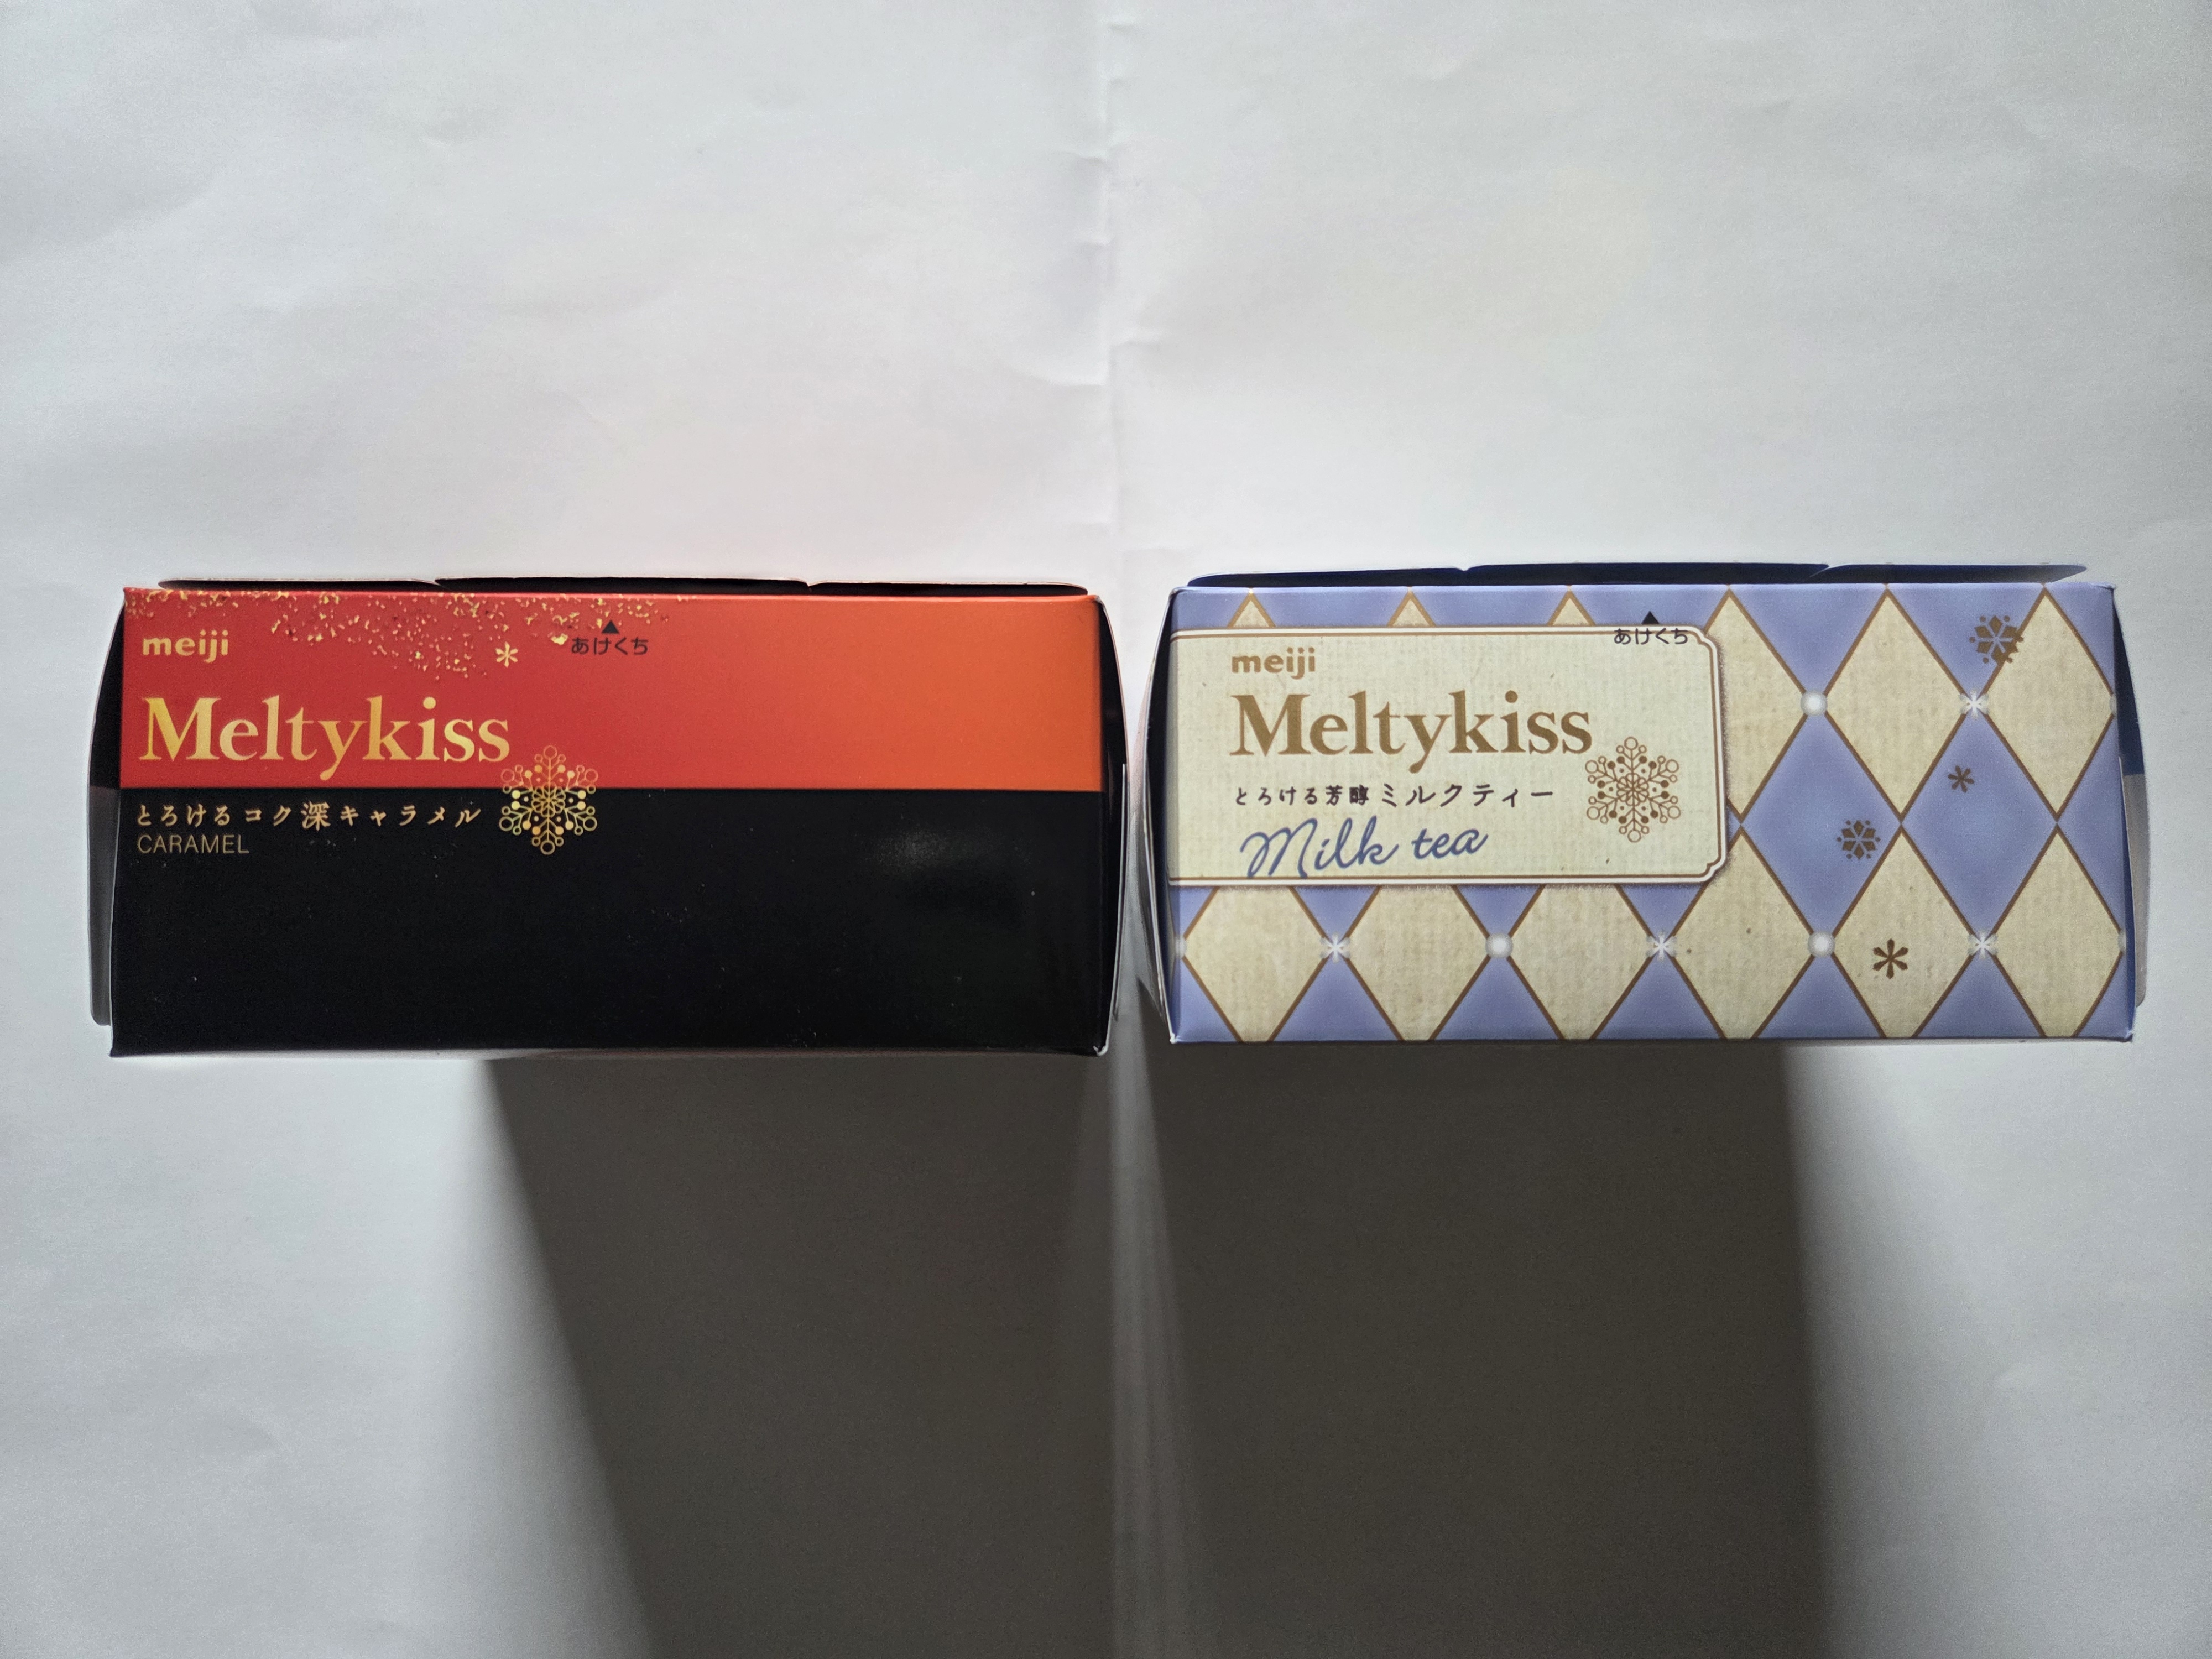 meiji
あけくち
Meltykiss
とろけるコク深キャラメル
CARAMEL
あけくち
meiji
Meltykiss
とろける芳醇ミルクティー
Milk tea